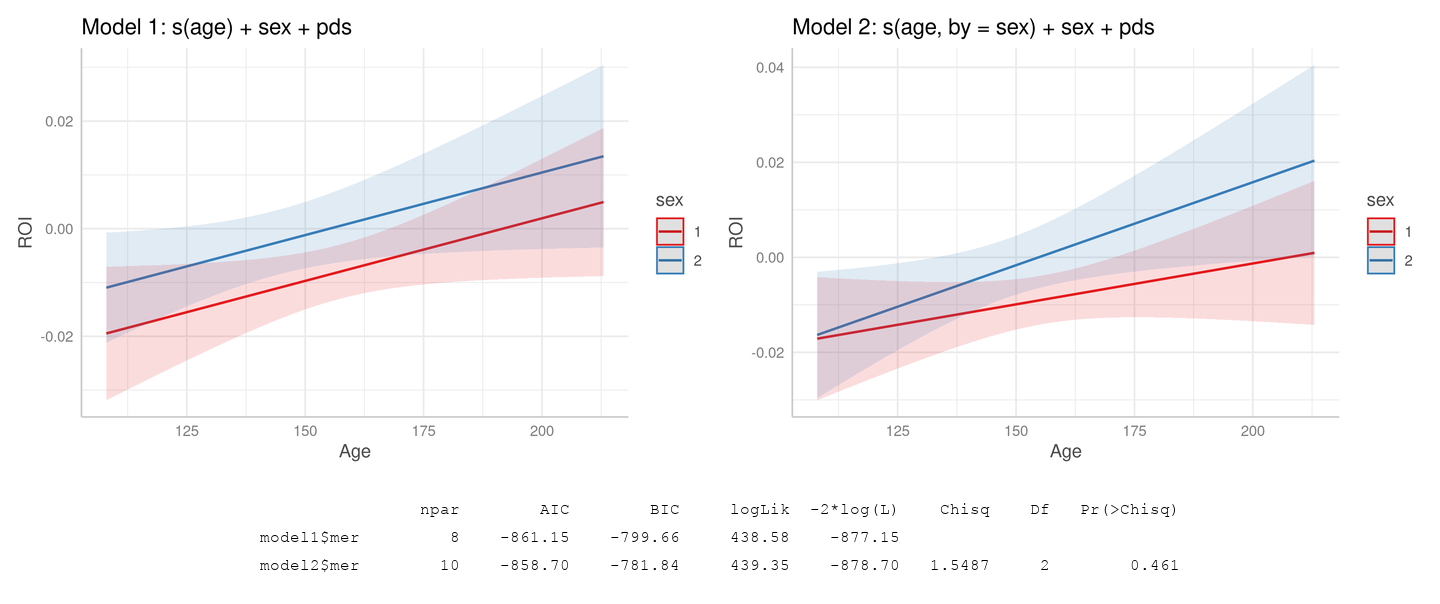 Model 1: s(age) + sex + pds
0.02
0.00
-0.02
ROI
125 150 175 200
Age
sex
1
2
Model 2: s(age, by = sex) + sex + pds
0.04
0.02
0.00
-0.02
ROI
125 150 175 200
Age
sex
1
2
npar AIC BIC logLik -2*log(L) Chisq Df Pr(>Chisq)
model1$mer 8 -861.15 -799.66 438.58 -877.15
model2$mer 10 -858.70 -781.84 439.35 -878.70 1.5487 2 0.461